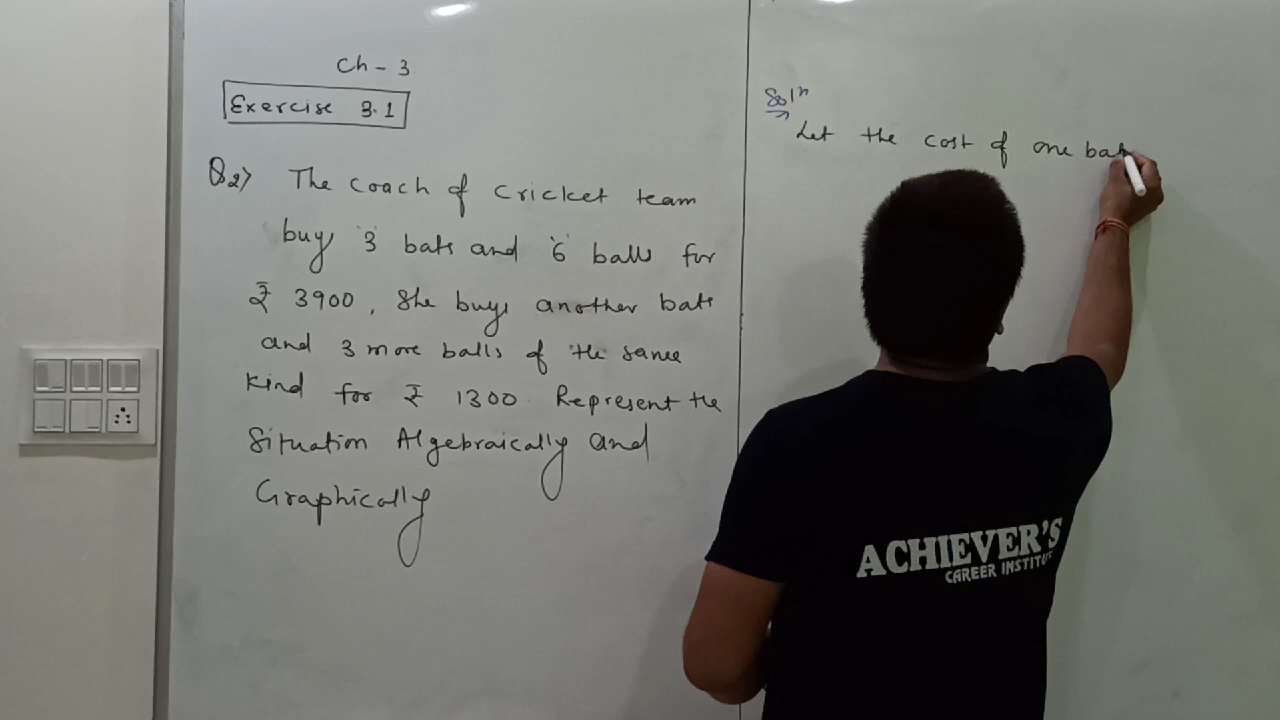 Ch - 3
Exercise 3.1
Q.2) The coach of cricket team
buys '3' bats and '6' balls for
₹ 3900, She buys another bat
and 3 more balls of the same
kind for ₹ 1300. Represent the
Situation Algebraically and
Graphically
Solⁿ
Let the cost of one bat
ACHIEVER'S
CAREER INSTITUTE